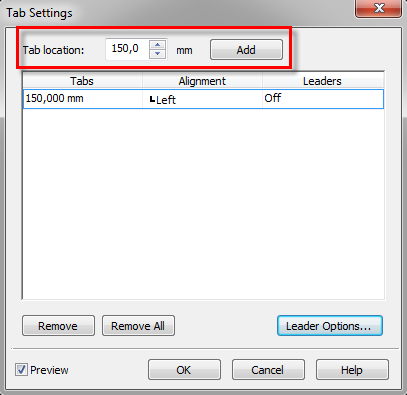 Tab Settings
Tab location: 150,0 mm Add
Tabs Alignment Leaders
150,000 mm Left Off
Remove Remove All Leader Options...
Preview OK Cancel Help